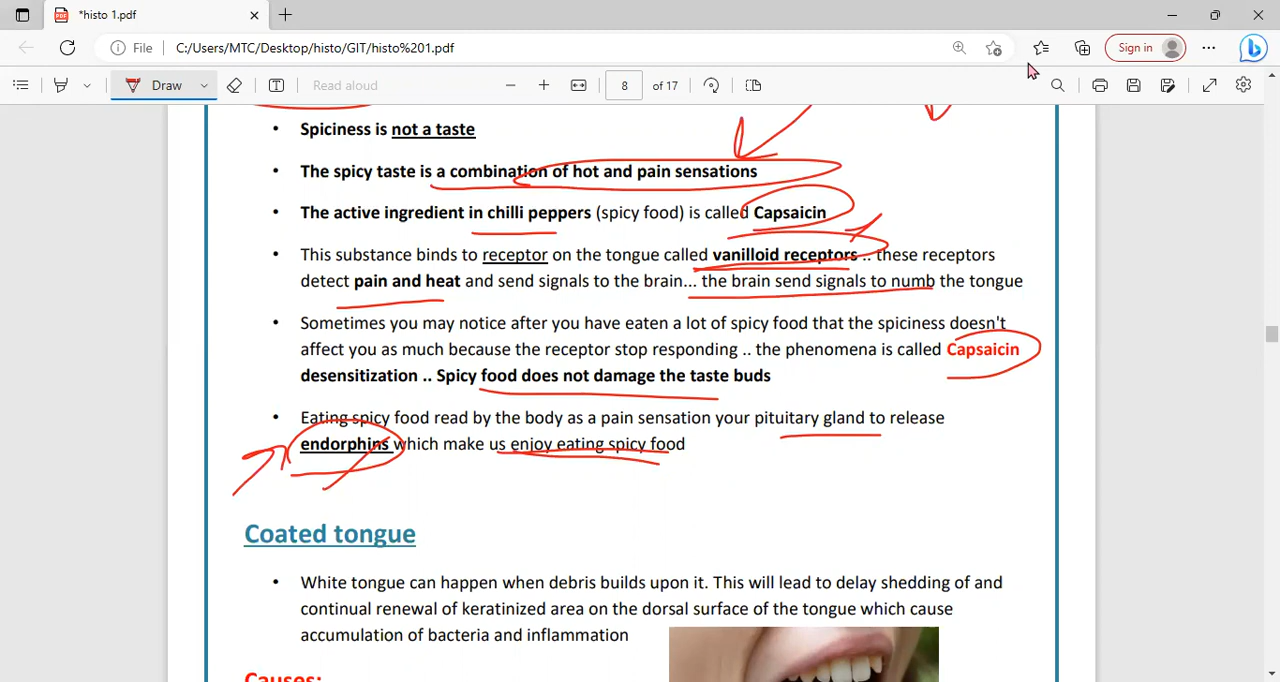 *histo 1.pdf
File C:/Users/MTC/Desktop/histo/GIT/histo%201.pdf Sign in
Draw Read aloud 8 of 17
• Spiciness is not a taste
• The spicy taste is a combination of hot and pain sensations
• The active ingredient in chilli peppers (spicy food) is called Capsaicin
• This substance binds to receptor on the tongue called vanilloid receptors .. these receptors
detect pain and heat and send signals to the brain... the brain send signals to numb the tongue
• Sometimes you may notice after you have eaten a lot of spicy food that the spiciness doesn't
affect you as much because the receptor stop responding .. the phenomena is called Capsaicin
desensitization .. Spicy food does not damage the taste buds
• Eating spicy food read by the body as a pain sensation your pituitary gland to release
endorphins which make us enjoy eating spicy food
Coated tongue
• White tongue can happen when debris builds upon it. This will lead to delay shedding of and
continual renewal of keratinized area on the dorsal surface of the tongue which cause
accumulation of bacteria and inflammation
Causes: